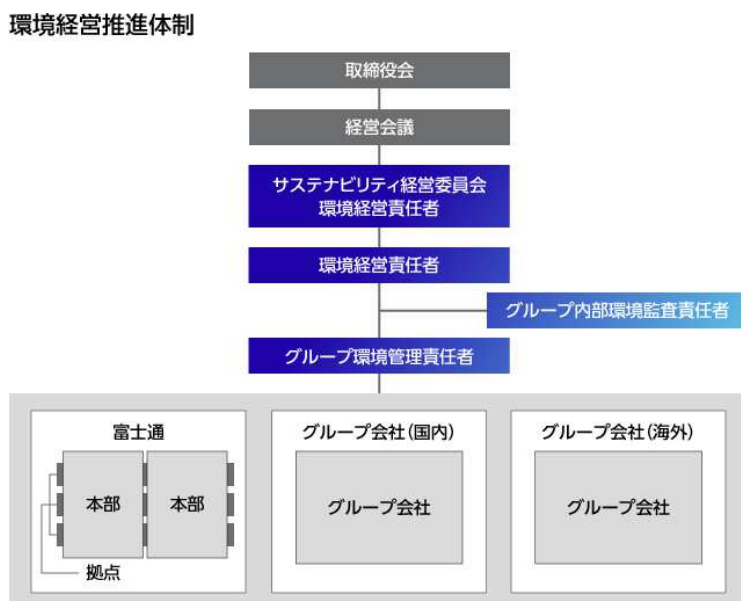 環境経営推進体制
取締役会
経営会議
サステナビリティ経営委員会
環境経営責任者
環境経営責任者
グループ内部環境監査責任者
グループ環境管理責任者
富士通
本部
本部
拠点
グループ会社（国内）
グループ会社
グループ会社（海外）
グループ会社